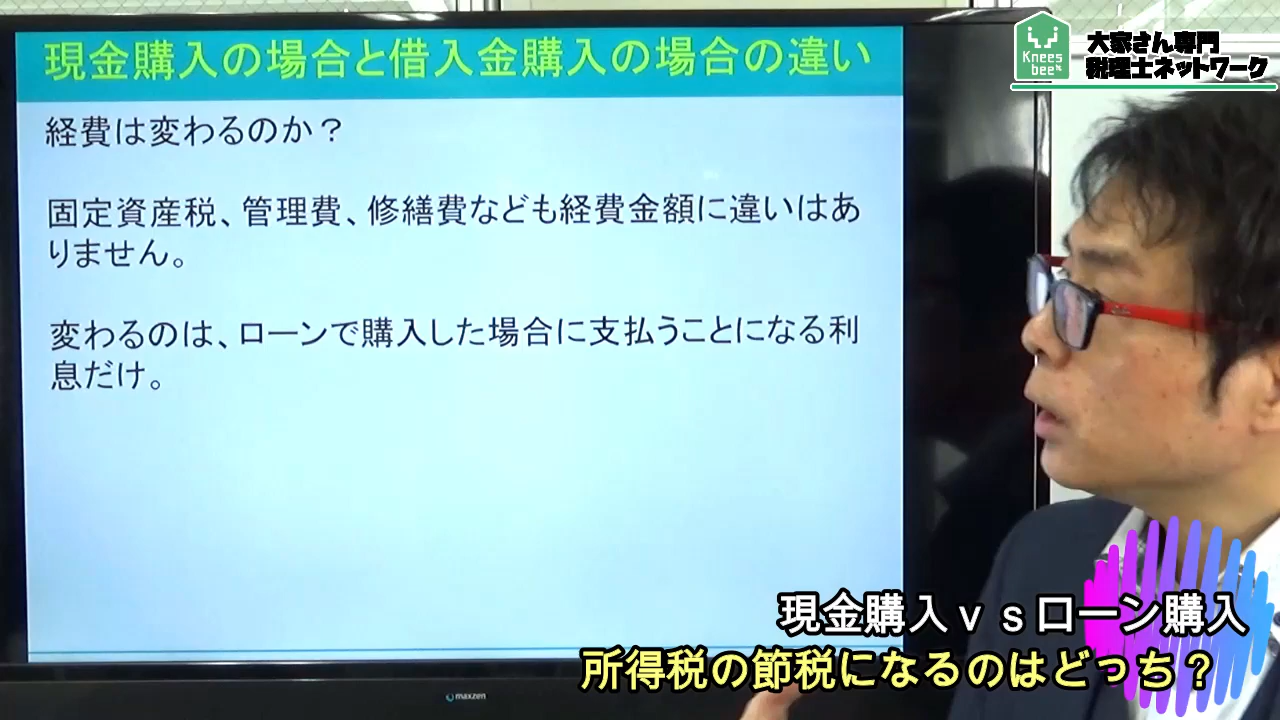 現金購入の場合と借入金購入の場合の違い
経費は変わるのか？
固定資産税、管理費、修繕費なども経費金額に違いはあ
りません。
変わるのは、ローンで購入した場合に支払うことになる利
息だけ。
Knees
bee
大家さん専門
税理士ネットワーク
現金購入ｖｓローン購入
所得税の節税になるのはどっち？
maxzen